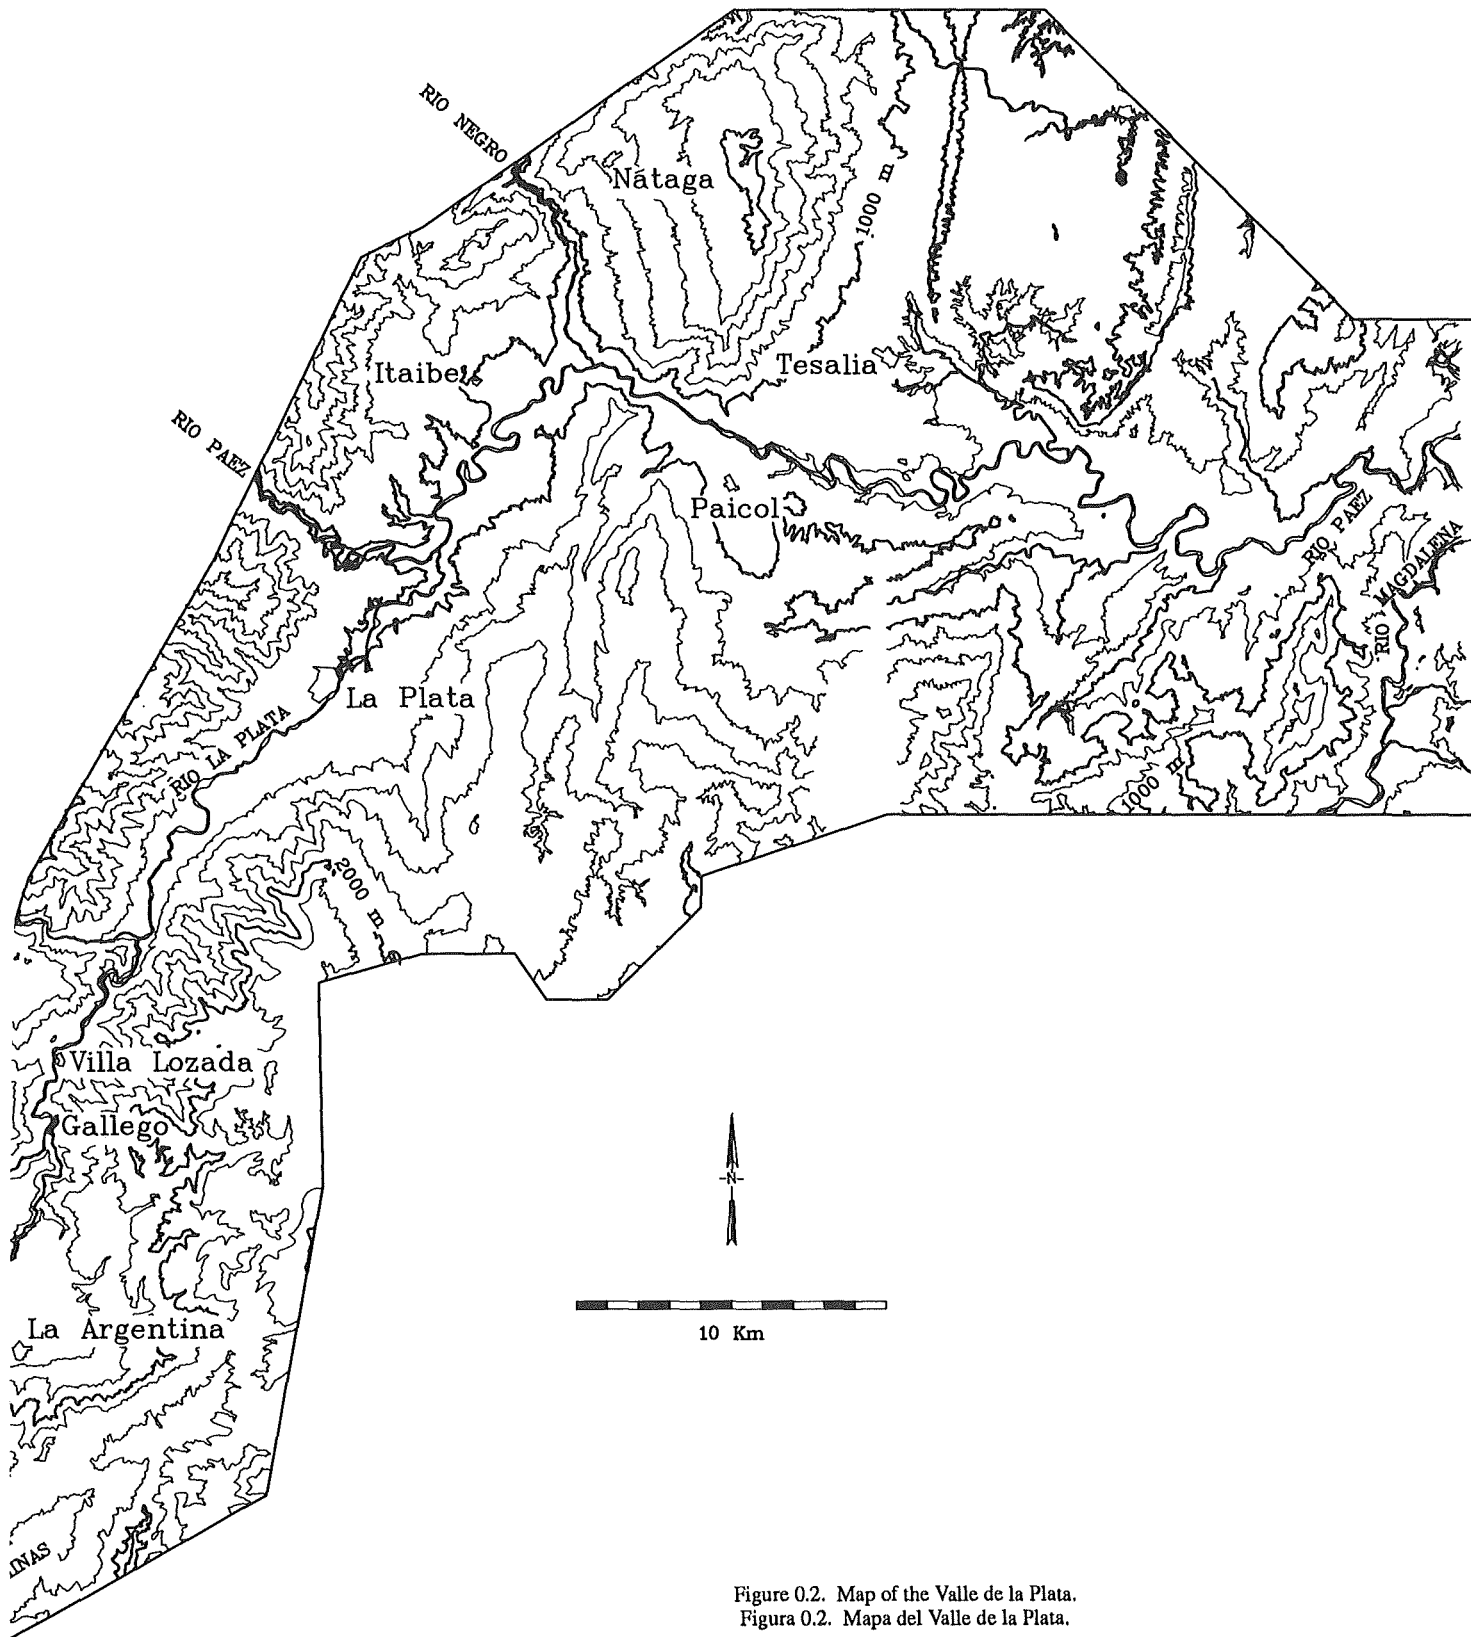 RIO NEGRO
Nátaga
1000 m
Itaibe
Tesalia
RIO PAEZ
Paicol
RIO PAEZ
RIO MAGDALENA
La Plata
RIO LA PLATA
1000 m
2000 m
Villa Lozada
Gallego
N
La Argentina
10 Km
Figure 0.2. Map of the Valle de la Plata.
Figura 0.2. Mapa del Valle de la Plata.